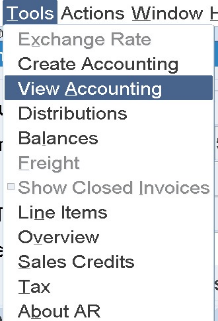 Tools Actions Window H
Exchange Rate
Create Accounting
View Accounting
Distributions
Balances
Freight
Show Closed Invoices
Line Items
Overview
Sales Credits
Tax
About AR